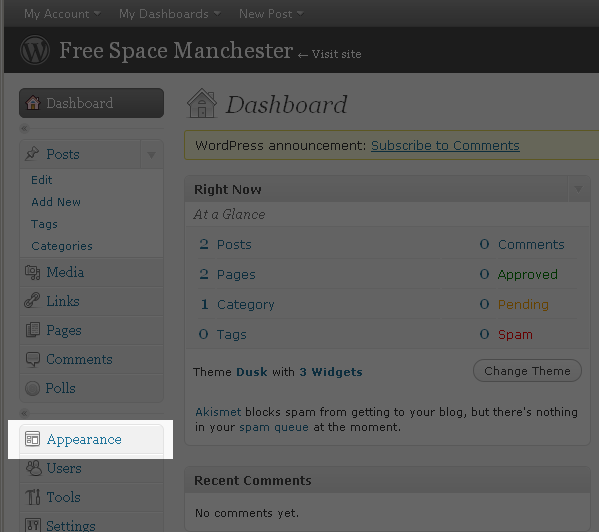 My Account My Dashboards New Post
Free Space Manchester ← Visit site
Dashboard
Posts
Edit
Add New
Tags
Categories
Media
Links
Pages
Comments
Polls
Appearance
Users
Tools
Settings
Dashboard
WordPress announcement: Subscribe to Comments
Right Now
At a Glance
2 Posts 0 Comments
2 Pages 0 Approved
1 Category 0 Pending
0 Tags 0 Spam
Theme Dusk with 3 Widgets Change Theme
Akismet blocks spam from getting to your blog, but there's nothing
in your spam queue at the moment.
Recent Comments
No comments yet.